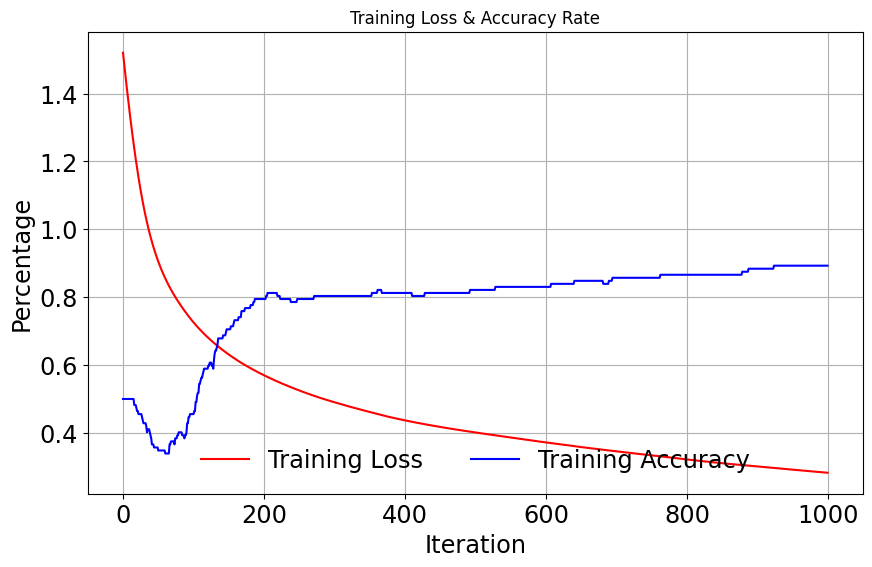 Training Loss & Accuracy Rate
Percentage
1.4
1.2
1.0
0.8
0.6
0.4
Training Loss Training Accuracy
0 200 400 600 800 1000
Iteration